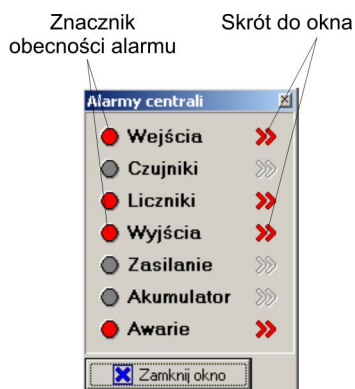 Znacznik
obecności alarmu
Skrót do okna
Alarmy centrali
Wejścia
Czujniki
Liczniki
Wyjścia
Zasilanie
Akumulator
Awarie
Zamknij okno